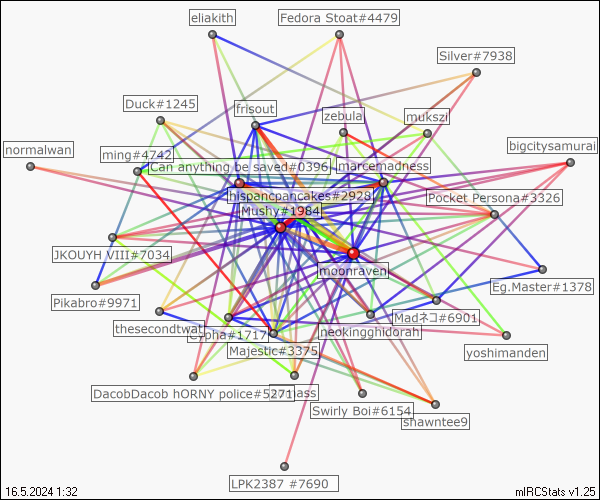 eliakith
Fedora Stoat#4479
Silver#7938
Duck#1245
frisout
zebula
mukszi
normalwan
ming#4742
Can anything be saved#0396
marcemadness
bigcitysamurai
hispancpancakes#2928
Pocket Persona#3326
Mushy#1984
JKOUYH VIII#7034
moonraven
Pikabro#9971
Eg.Master#1378
thesecondtwat
Cypha#1717
neokingghidorah
Madネコ#6901
Majestic#3375
yoshimanden
DacobDacob hORNY police#5271
mass
Swirly Boi#6154
shawntee9
LPK2387 #7690
16.5.2024 1:32
mIRCStats v1.25